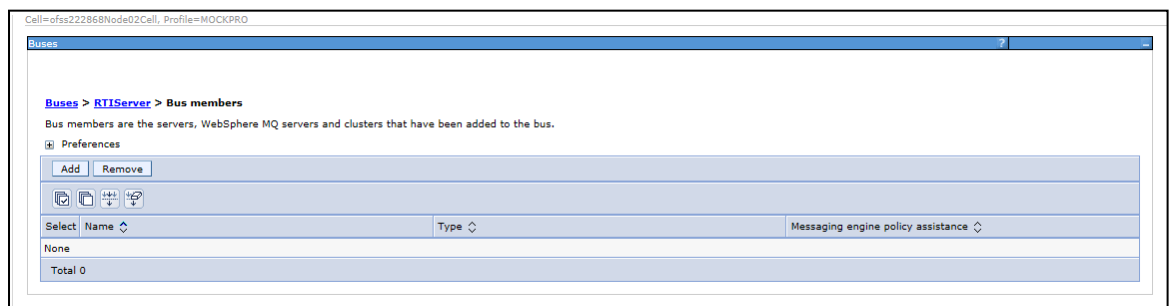 Cell=ofss222868Node02Cell, Profile=MOCKPRO
Buses ? _
Buses > RTIServer > Bus members
Bus members are the servers, WebSphere MQ servers and clusters that have been added to the bus.
Preferences
Add Remove
Select Name Type Messaging engine policy assistance
None
Total 0